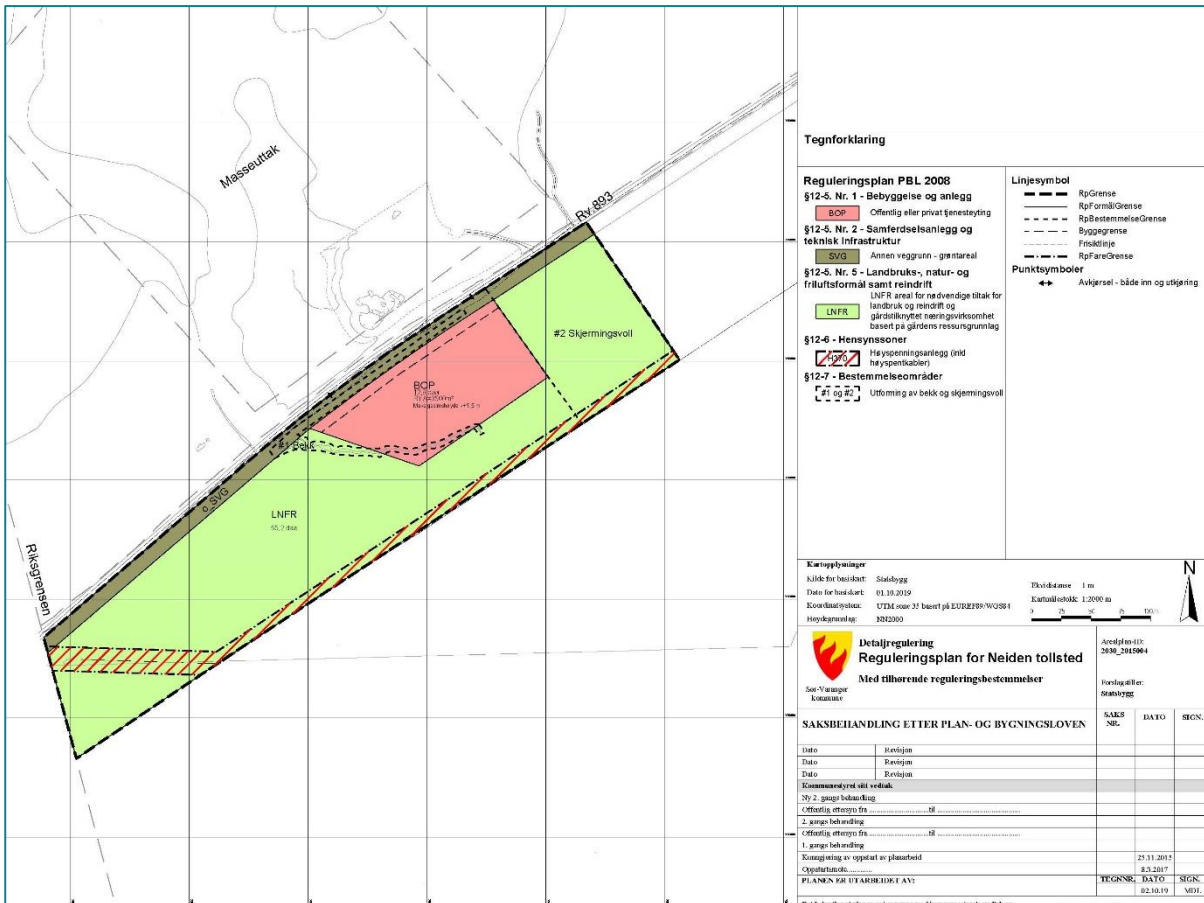 Masseuttak
Rv 893
#2 Skjermingsvoll
BOP
#1 Bekk
o_SVG
LNFR
55,2 daa
Riksgrensen
Tegnforklaring
Reguleringsplan PBL 2008
§12-5. Nr. 1 - Bebyggelse og anlegg
BOP Offentlig eller privat tjenesteyting
§12-5. Nr. 2 - Samferdselsanlegg og
teknisk infrastruktur
SVG Annen veggrunn - grøntareal
§12-5. Nr. 5 - Landbruks-, natur- og
friluftsformål samt reindrift
LNFR LNFR areal for nødvendige tiltak for
landbruk og reindrift og
gårdstilknyttet næringsvirksomhet
basert på gårdens ressursgrunnlag
§12-6 - Hensynssoner
H370 Høyspenningsanlegg (inkl
høyspentkabler)
§12-7 - Bestemmelseområder
#1 og #2 Utforming av bekk og skjermingsvoll
Linjesymbol
RpGrense
RpFormålGrense
RpBestemmelseGrense
Byggegrense
Frisiktlinje
RpFareGrense
Punktsymboler
Avkjørsel - både inn og utkjøring
Kartopplysninger
Kilde for basiskart: Statsbygg
Dato for basiskart: 01.10.2019
Koordinatsystem: UTM sone 35 basert på EUREF89/WGS84
Høydegrunnlag: NN2000
Ekvidistanse 1 m
Kartmålestokk: 1:2000 m
0 25 50 75 100
N
Sør-Varanger
kommune
Detaljregulering
Reguleringsplan for Neiden tollsted
Med tilhørende reguleringsbestemmelser
Arealplan-ID:
2030_2015004
Forslagstiller:
Statsbygg
SAKSBEHANDLING ETTER PLAN- OG BYGNINGSLOVEN
SAKS
NR.
DATO
SIGN.
Dato Revisjon
Dato Revisjon
Dato Revisjon
Kommunestyret sitt vedtak
Ny 2. gangs behandling
Offentlig ettersyn fra ..............................til ..............................
2. gangs behandling
Offentlig ettersyn fra ..............................til ..............................
1. gangs behandling
Kunngjøring av oppstart av planarbeid 25.11.2015
Oppstartsmøte............ 8.3.2017
PLANEN ER UTARBEIDET AV: TEGNNR. DATO SIGN.
02.10.19 MDL